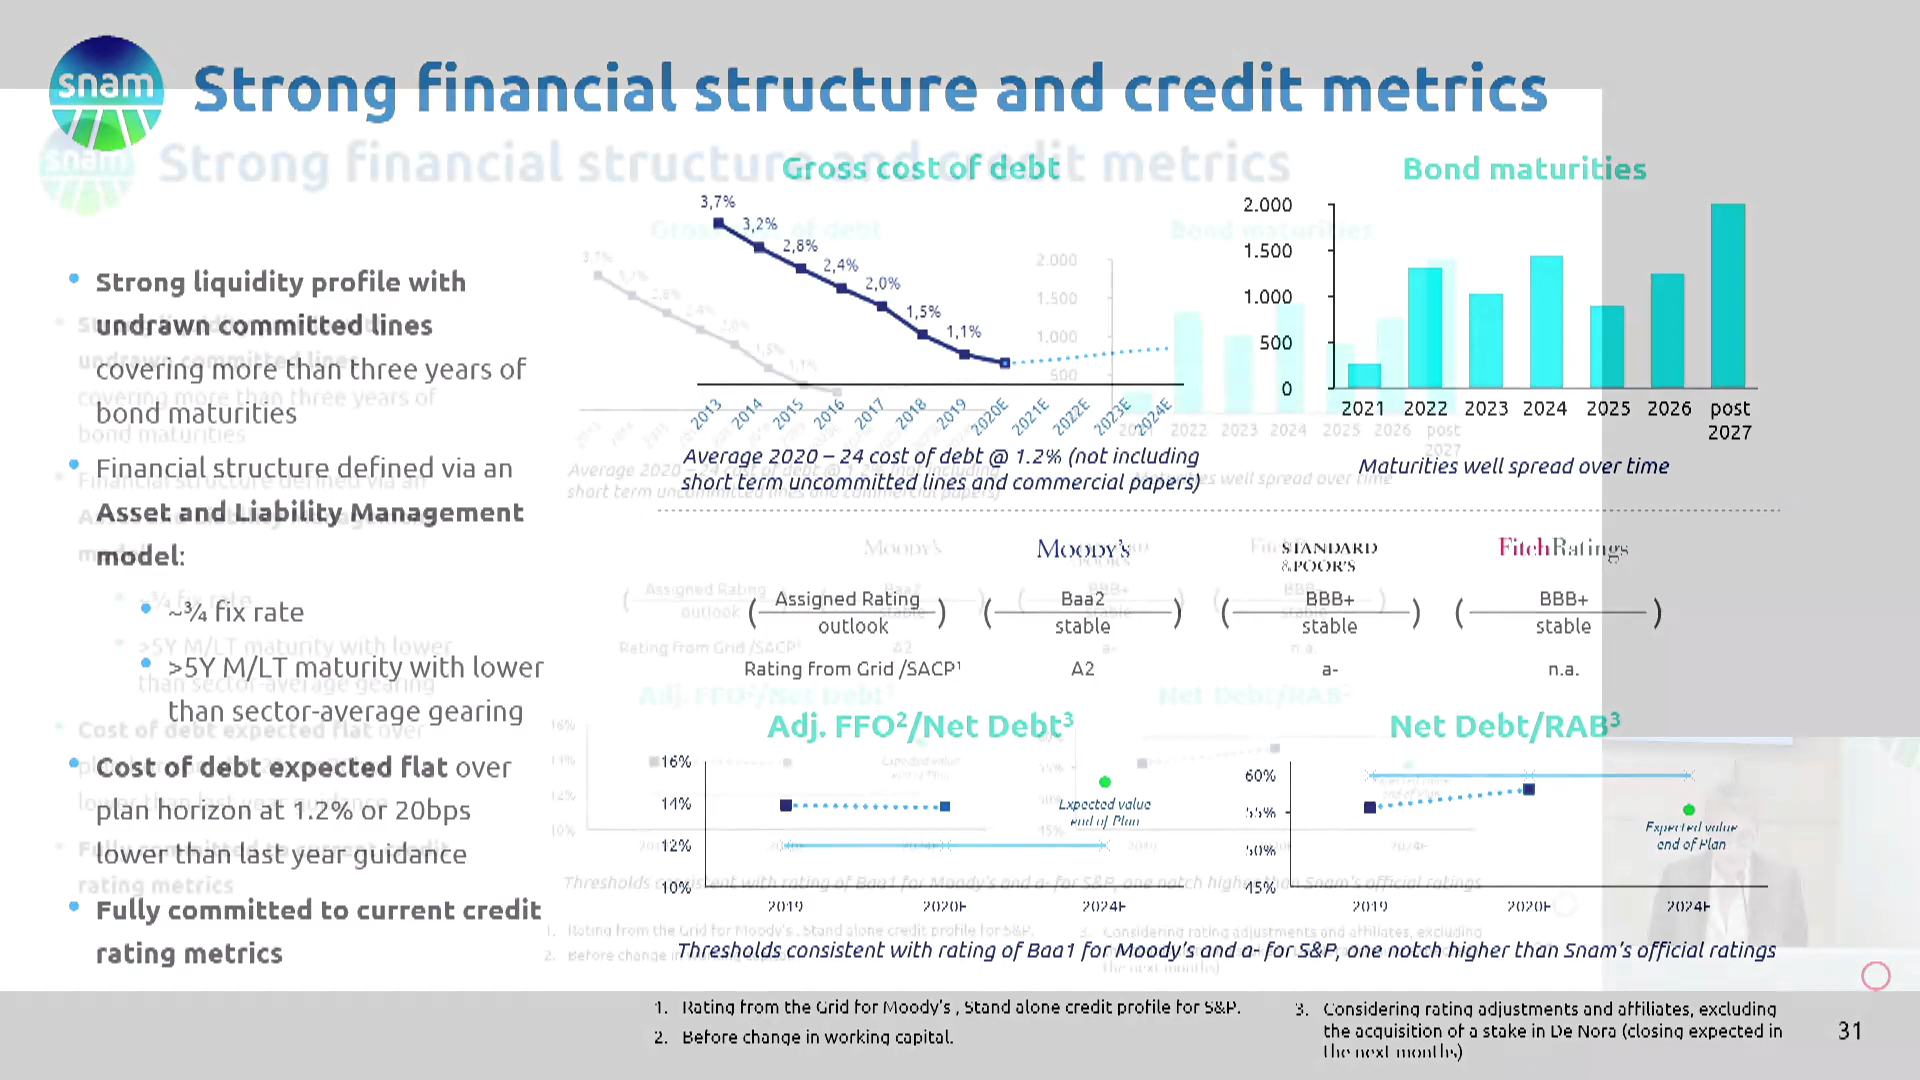 snam
Strong financial structure and credit metrics
Strong liquidity profile with
undrawn committed lines
covering more than three years of
bond maturities
Financial structure defined via an
Asset and Liability Management
model:
~¾ fix rate
>5Y M/LT maturity with lower
than sector-average gearing
Cost of debt expected flat over
plan horizon at 1.2% or 20bps
lower than last year guidance
Fully committed to current credit
rating metrics
Gross cost of debt
3,7%
3,2%
2,8%
2,4%
2,0%
1,5%
1,1%
2013 2014 2015 2016 2017 2018 2019 2020E 2021E 2022E 2023E 2024E
Average 2020 – 24 cost of debt @ 1.2% (not including
short term uncommitted lines and commercial papers)
Bond maturities
2.000
1.500
1.000
500
0
2021 2022 2023 2024 2025 2026 post
2027
Maturities well spread over time
MOODY'S STANDARD FitchRatings
&POOR'S
Assigned Rating Baa2 BBB+ BBB+
outlook stable stable stable
Rating from Grid /SACP¹ A2 a- n.a.
Adj. FFO²/Net Debt³
16%
14%
12%
10%
Expected value
end of Plan
2019 2020E 2024E
Net Debt/RAB³
60%
55%
50%
45%
Expected value
end of Plan
2019 2020E 2024E
Thresholds consistent with rating of Baa1 for Moody's and a- for S&P, one notch higher than Snam's official ratings
1. Rating from the Grid for Moody's , Stand alone credit profile for S&P.
2. Before change in working capital.
3. Considering rating adjustments and affiliates, excluding
the acquisition of a stake in De Nora (closing expected in
the next months)
31